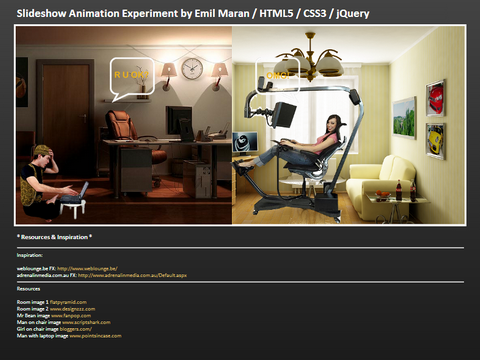 Slideshow Animation Experiment by Emil Maran / HTML5 / CSS3 / jQuery
R U OK?
* Resources & Inspiration *
Inspiration:
weblounge.be FX: http://www.weblounge.be/
adrenalinmedia.com.au FX: http://www.adrenalinmedia.com.au/Default.aspx
Resources
Room image 1 flatpyramid.com
Room image 2 www.designozz.com
Mr Bean image www.fanpop.com
Man on chair image www.scriptshark.com
Girl on chair image bloggers.com/
Man with laptop image www.pointsincase.com